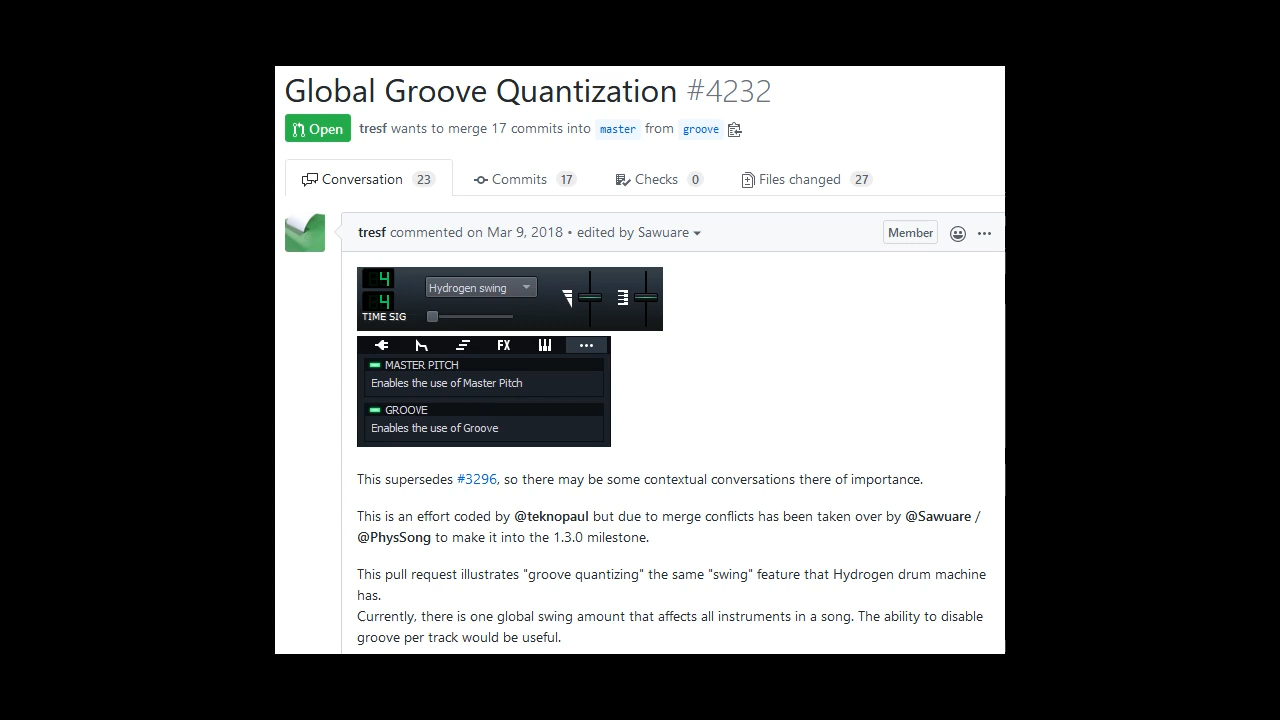 Global Groove Quantization #4232
Open tresf wants to merge 17 commits into master from groove
Conversation 23 Commits 17 Checks 0 Files changed 27
tresf commented on Mar 9, 2018 • edited by Sawuare Member
4
Hydrogen swing
4
TIME SIG
FX
MASTER PITCH
Enables the use of Master Pitch
GROOVE
Enables the use of Groove
This supersedes #3296, so there may be some contextual conversations there of importance.
This is an effort coded by @teknopaul but due to merge conflicts has been taken over by @Sawuare /
@PhysSong to make it into the 1.3.0 milestone.
This pull request illustrates "groove quantizing" the same "swing" feature that Hydrogen drum machine
has.
Currently, there is one global swing amount that affects all instruments in a song. The ability to disable
groove per track would be useful.